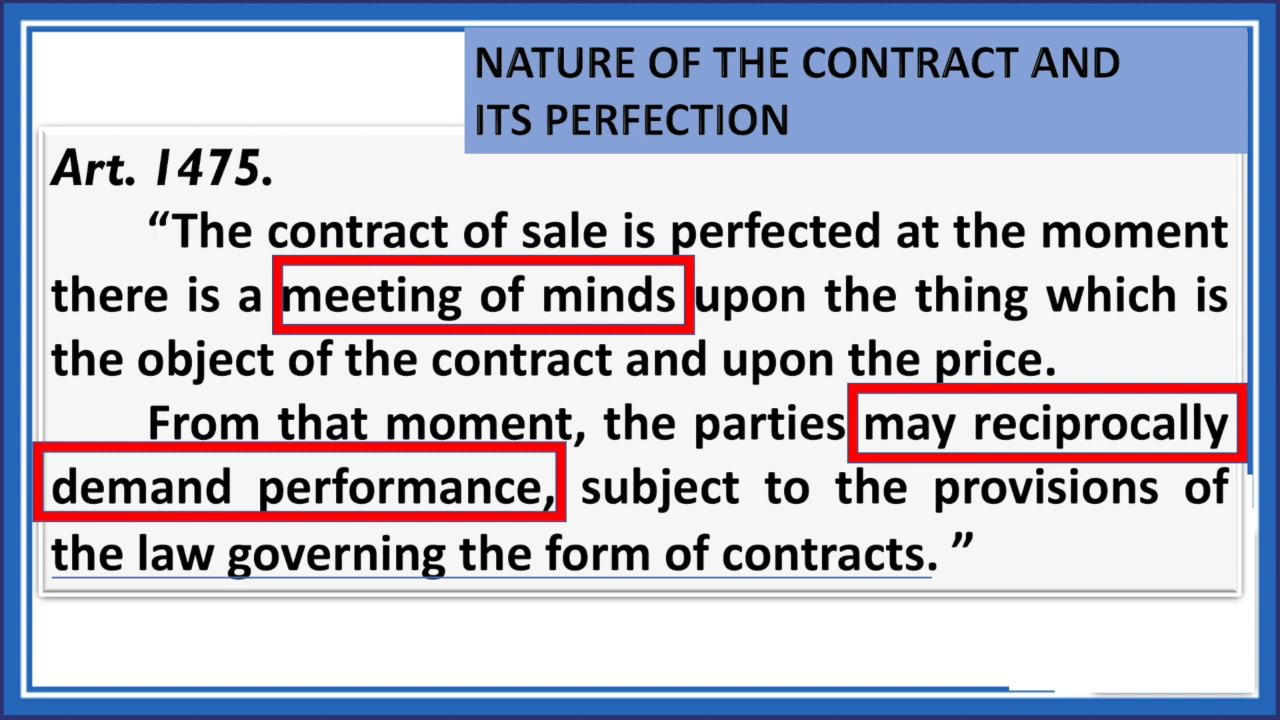 NATURE OF THE CONTRACT AND
ITS PERFECTION
Art. 1475.
“The contract of sale is perfected at the moment
there is a meeting of minds upon the thing which is
the object of the contract and upon the price.
From that moment, the parties may reciprocally
demand performance, subject to the provisions of
the law governing the form of contracts. ”